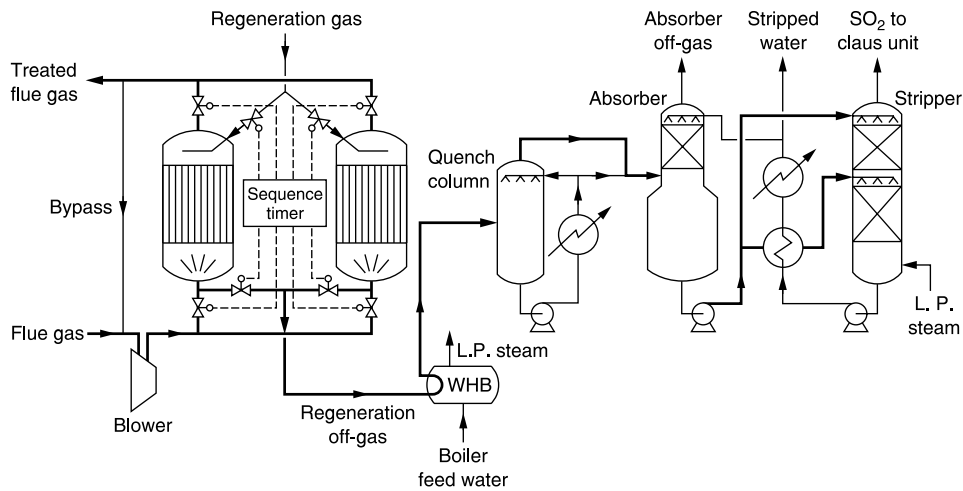 Regeneration gas
Treated
flue gas
Bypass
Sequence
timer
Flue gas
Blower
Regeneration
off-gas
L.P. steam
WHB
Boiler
feed water
Quench
column
Absorber
off-gas
Absorber
Stripped
water
SO₂ to
claus unit
Stripper
L. P.
steam